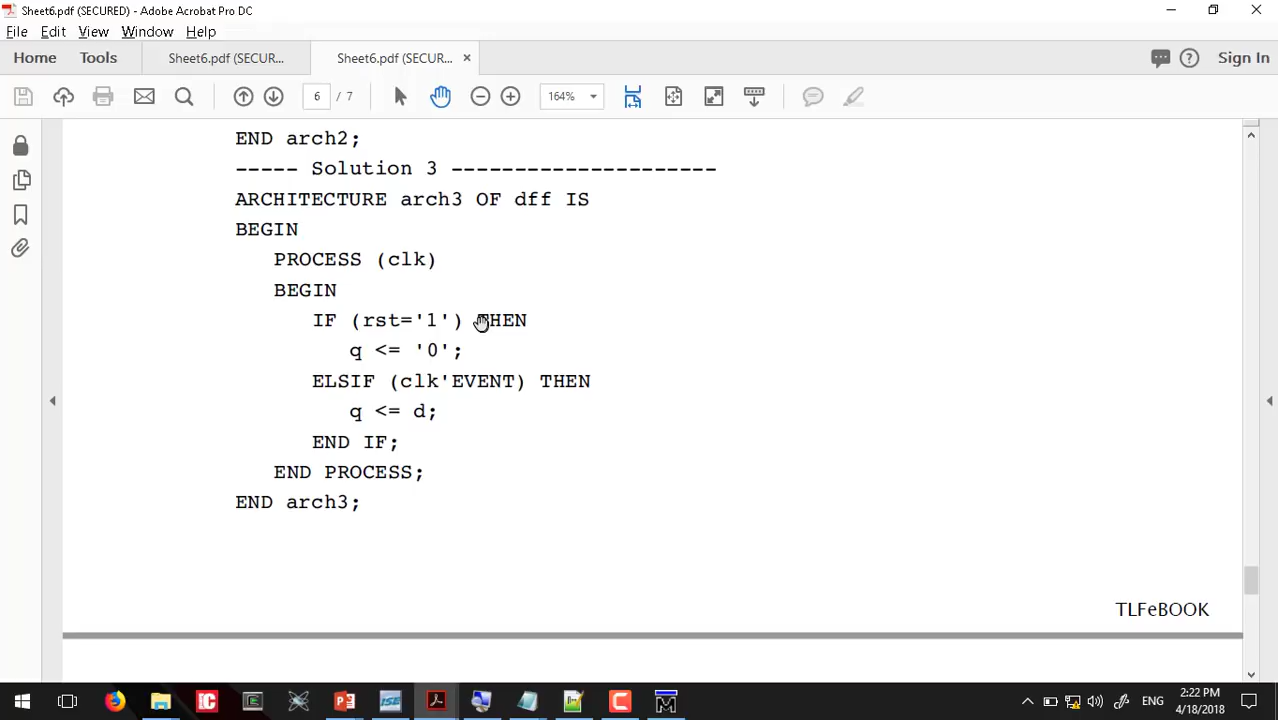 Sheet6.pdf (SECURED) - Adobe Acrobat Pro DC
File Edit View Window Help
Home Tools Sheet6.pdf (SECUR... Sheet6.pdf (SECUR... × Sign In
6 / 7 164%
END arch2;
----- Solution 3 ---------------------
ARCHITECTURE arch3 OF dff IS
BEGIN
PROCESS (clk)
BEGIN
IF (rst='1') THEN
q <= '0';
ELSIF (clk'EVENT) THEN
q <= d;
END IF;
END PROCESS;
END arch3;
TLFeBOOK
ENG 2:22 PM
4/18/2018